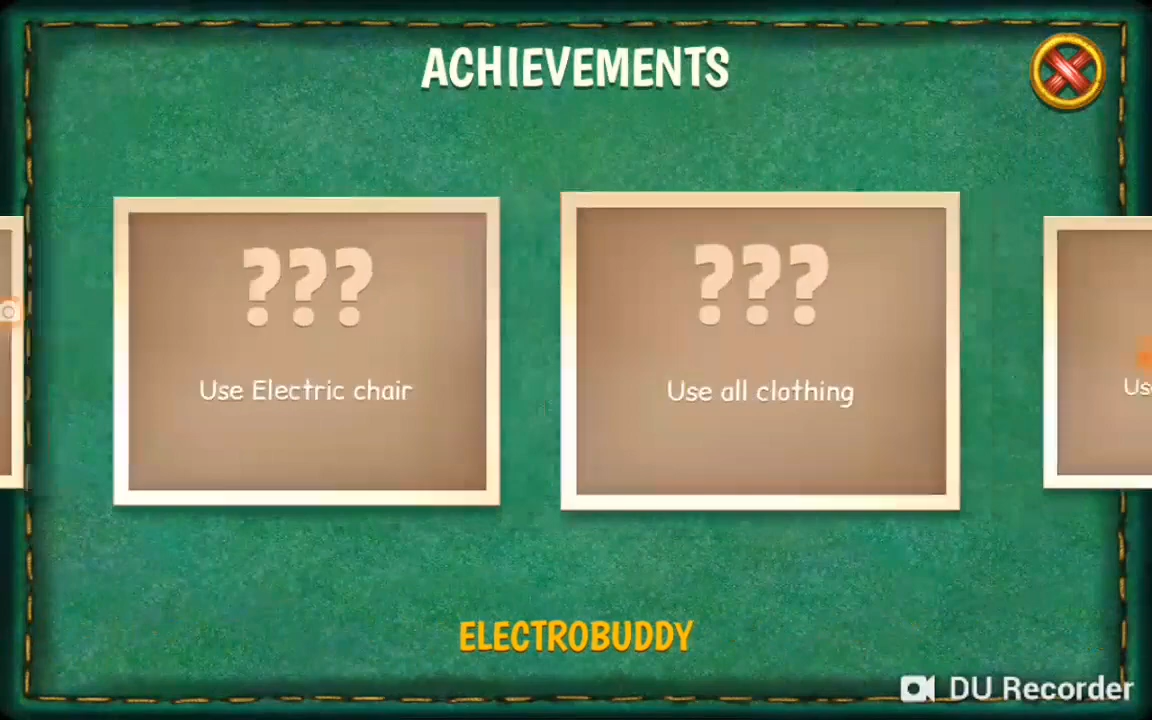 ACHIEVEMENTS
???
Use Electric chair
???
Use all clothing
ELECTROBUDDY
DU Recorder